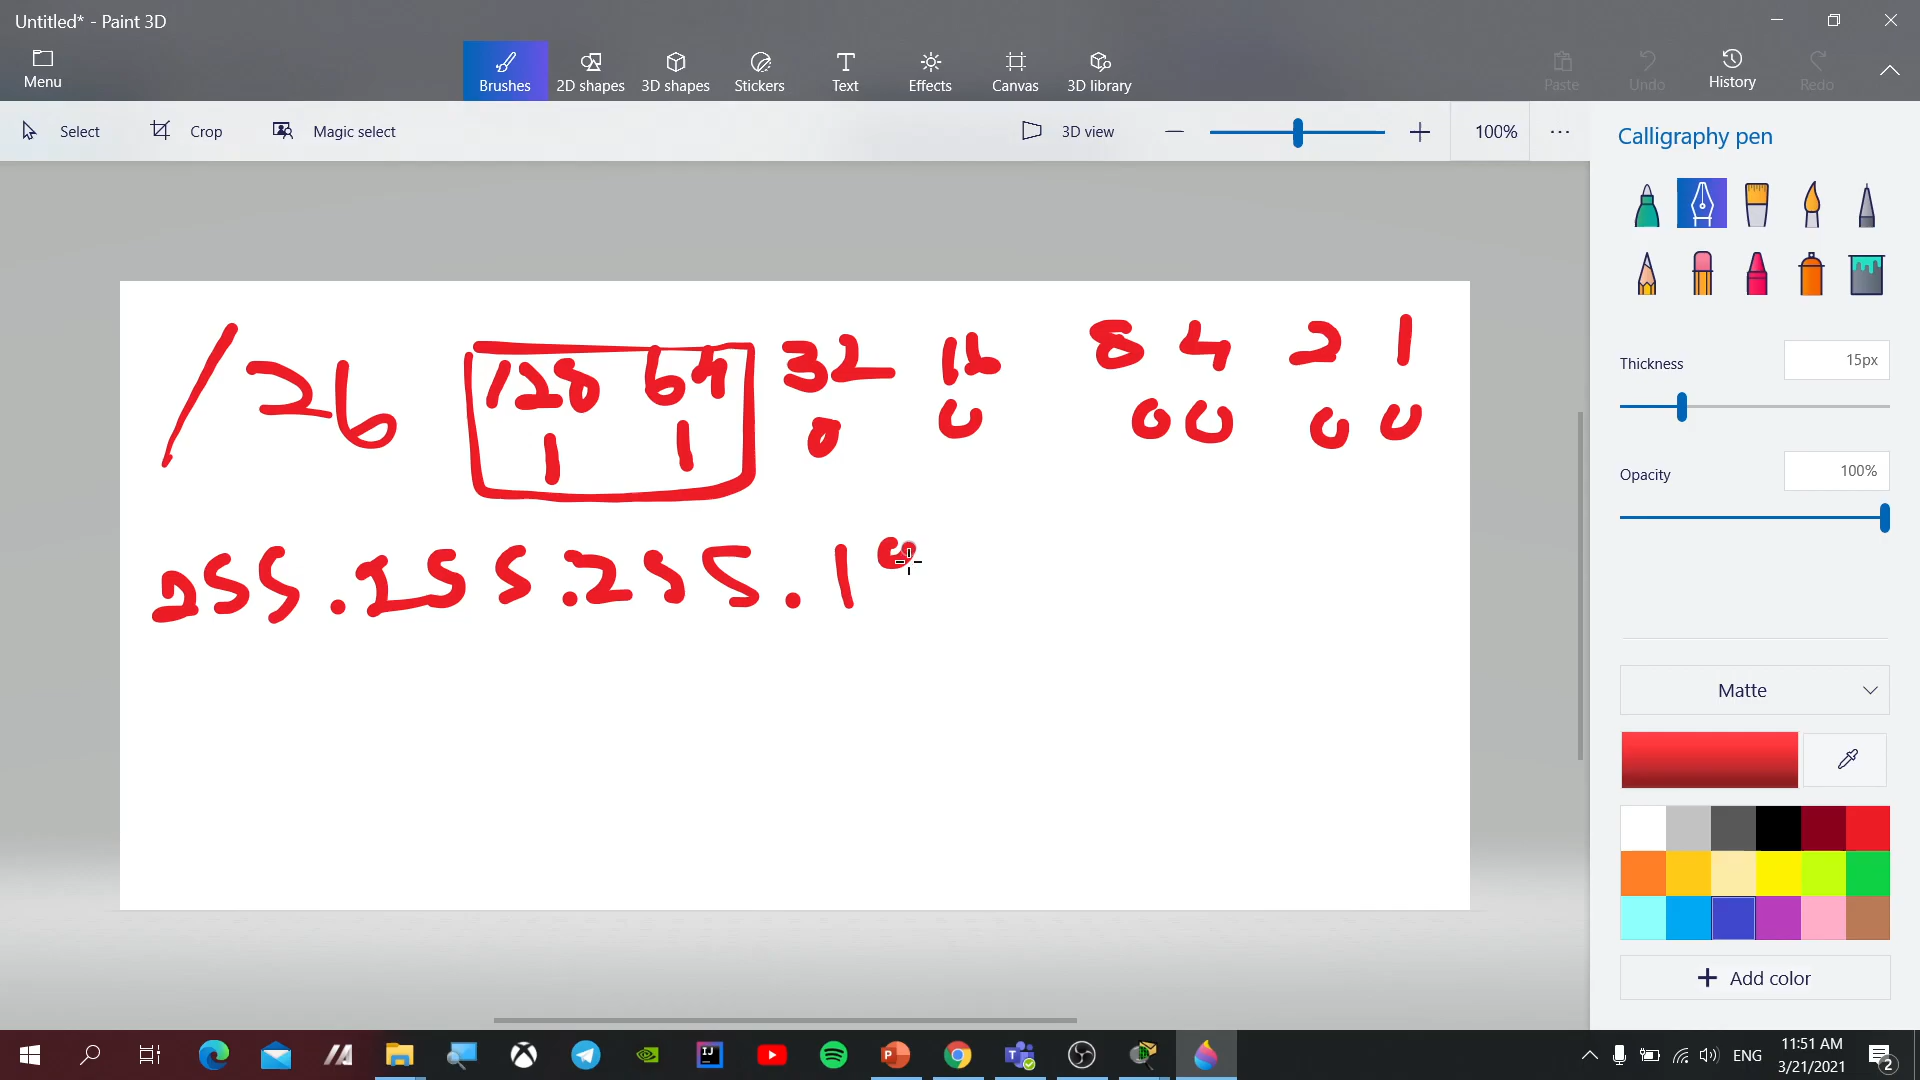 Untitled* - Paint 3D
Menu
Brushes 2D shapes 3D shapes Stickers Text Effects Canvas 3D library
Paste Undo History Redo
Select Crop Magic select 3D view 100%
Calligraphy pen
Thickness 15px
Opacity 100%
Matte
Add color
/26 128 64 32 16 8 4 2 1
1 1 0 0 0 0 0 0
255.255.255.1
ENG 11:51 AM
3/21/2021 2